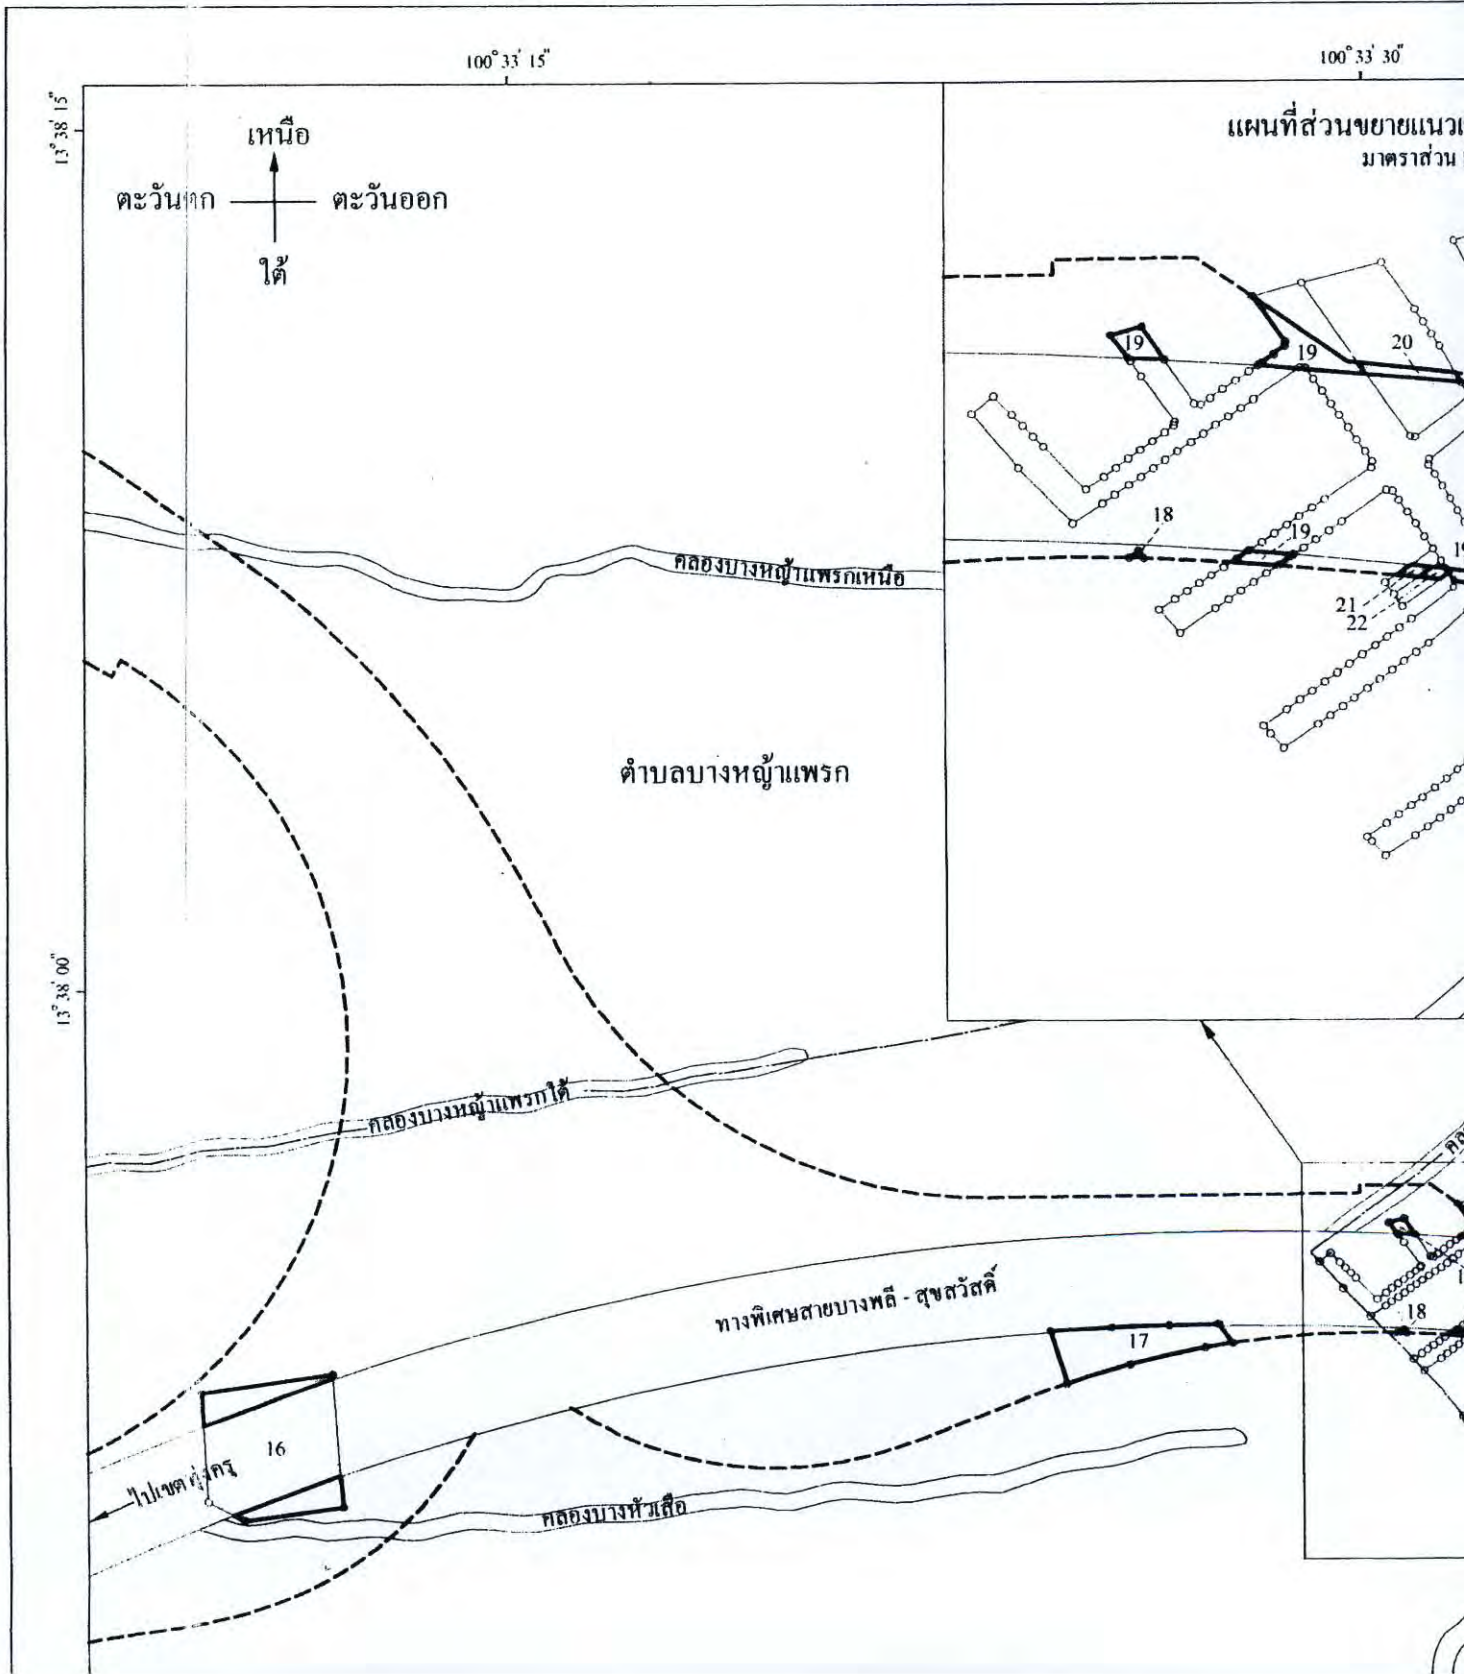 100° 33' 15"
100° 33' 30"
13° 38' 15"
เหนือ
ตะวันตก
ตะวันออก
ใต้
แผนที่ส่วนขยายแนว
มาตราส่วน
19
19
20
18
19
19
21
22
คลองบางหญ้าแพรกเหนือ
ตำบลบางหญ้าแพรก
13° 38' 00"
คลองบางหญ้าแพรกใต้
ทางพิเศษสายบางพลี - สุขสวัสดิ์
17
18
16
ไปเขตทุ่งครุ
คลองบางหัวเสือ